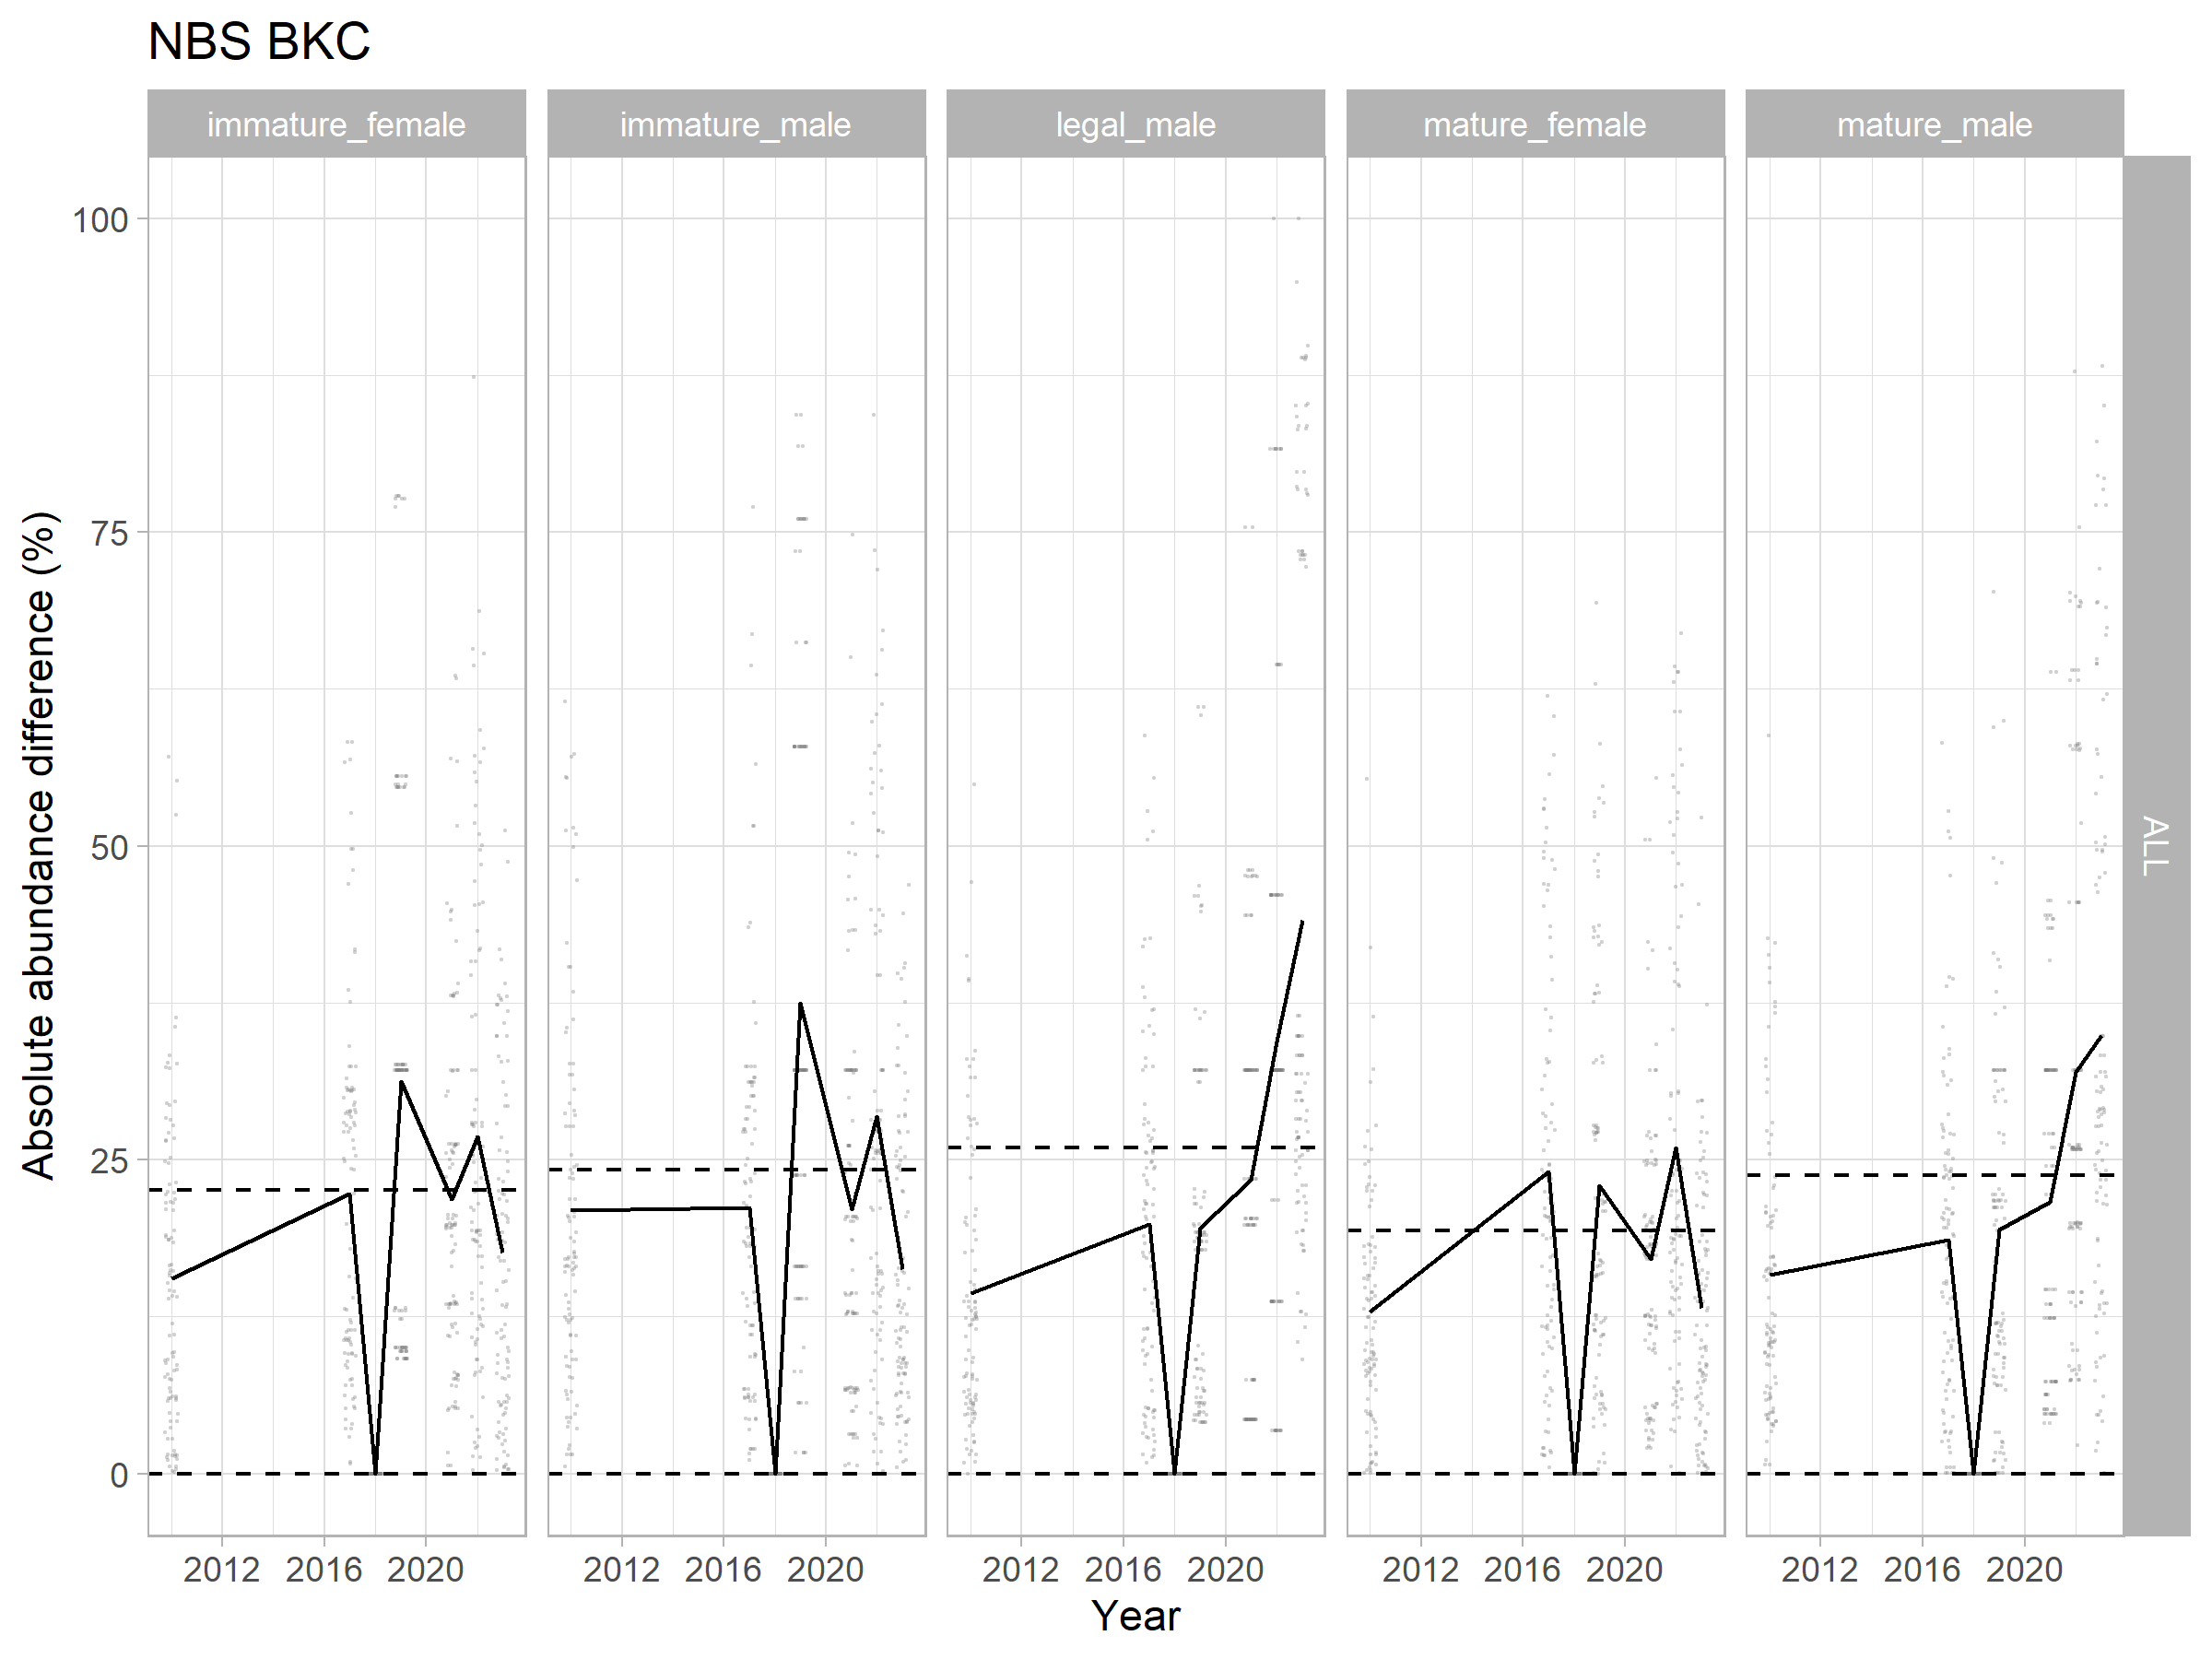 NBS BKC
immature_female
immature_male
legal_male
mature_female
mature_male
ALL
Absolute abundance difference (%)
100
75
50
25
0
2012 2016 2020
2012 2016 2020
2012 2016 2020
2012 2016 2020
2012 2016 2020
Year